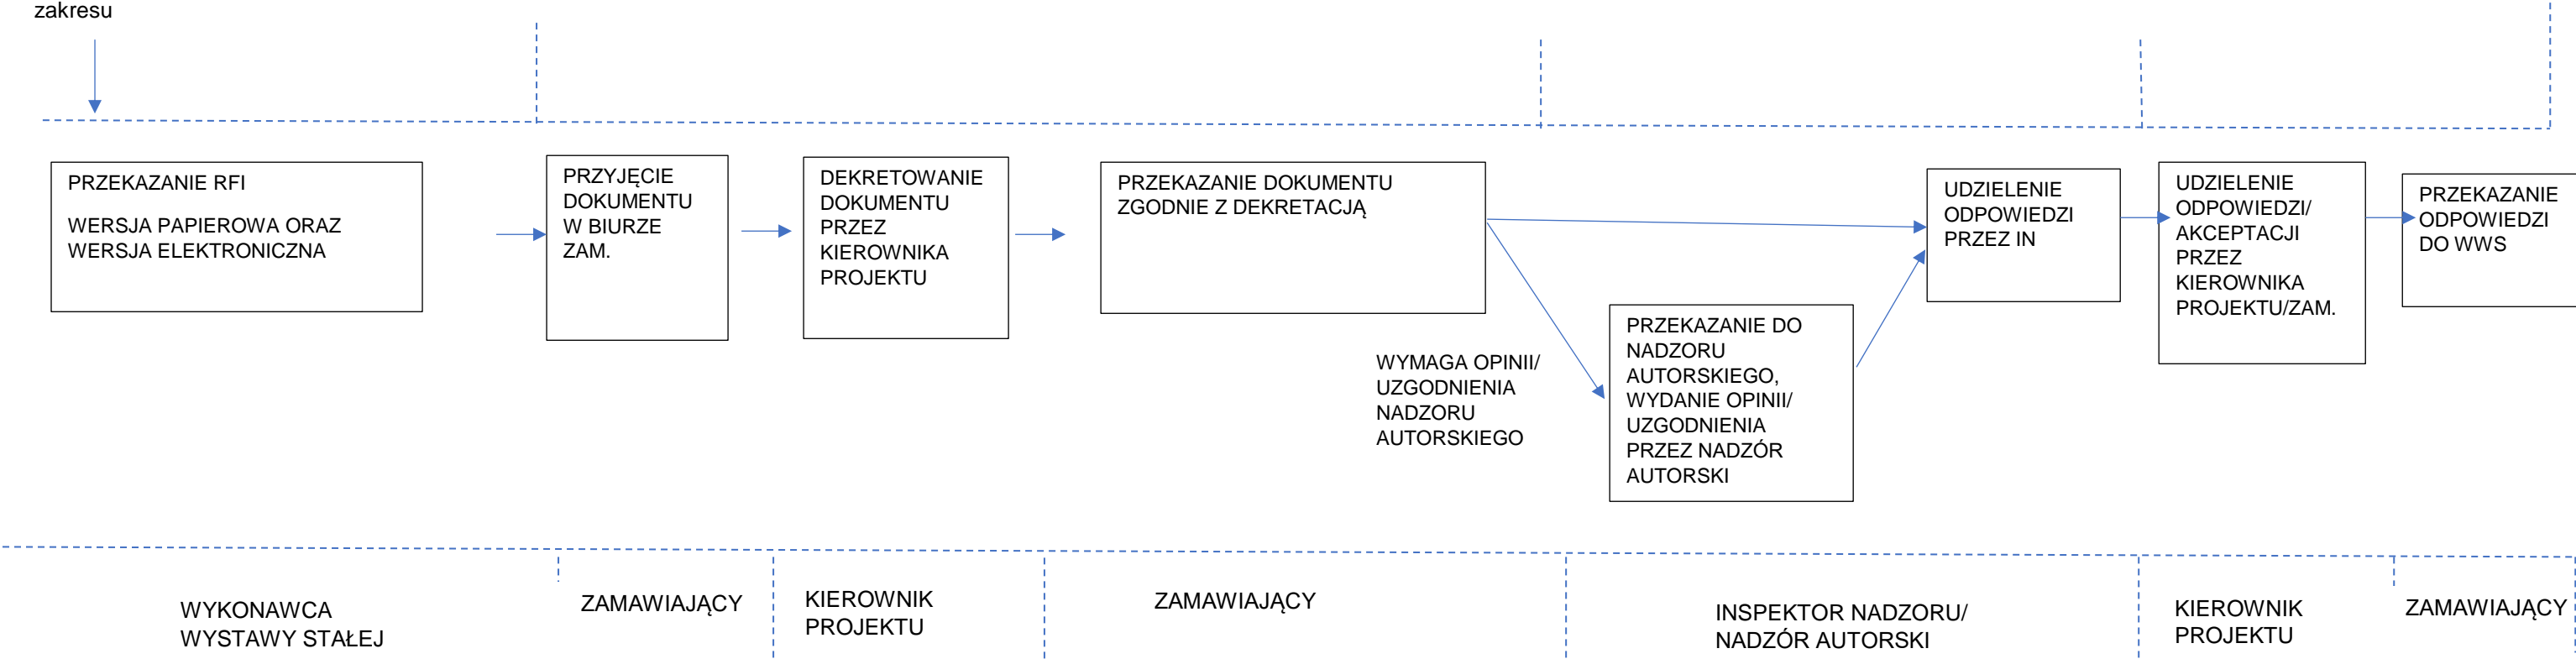 zakresu
PRZEKAZANIE RFI
WERSJA PAPIEROWA ORAZ
WERSJA ELEKTRONICZNA
PRZYJĘCIE
DOKUMENTU
W BIURZE
ZAM.
DEKRETOWANIE
DOKUMENTU
PRZEZ
KIEROWNIKA
PROJEKTU
PRZEKAZANIE DOKUMENTU
ZGODNIE Z DEKRETACJĄ
WYMAGA OPINII/
UZGODNIENIA
NADZORU
AUTORSKIEGO
PRZEKAZANIE DO
NADZORU
AUTORSKIEGO,
WYDANIE OPINII/
UZGODNIENIA
PRZEZ NADZÓR
AUTORSKI
UDZIELENIE
ODPOWIEDZI
PRZEZ IN
UDZIELENIE
ODPOWIEDZI/
AKCEPTACJI
PRZEZ
KIEROWNIKA
PROJEKTU/ZAM.
PRZEKAZANIE
ODPOWIEDZI
DO WWS
WYKONAWCA
WYSTAWY STAŁEJ
ZAMAWIAJĄCY
KIEROWNIK
PROJEKTU
ZAMAWIAJĄCY
INSPEKTOR NADZORU/
NADZÓR AUTORSKI
KIEROWNIK
PROJEKTU
ZAMAWIAJĄCY